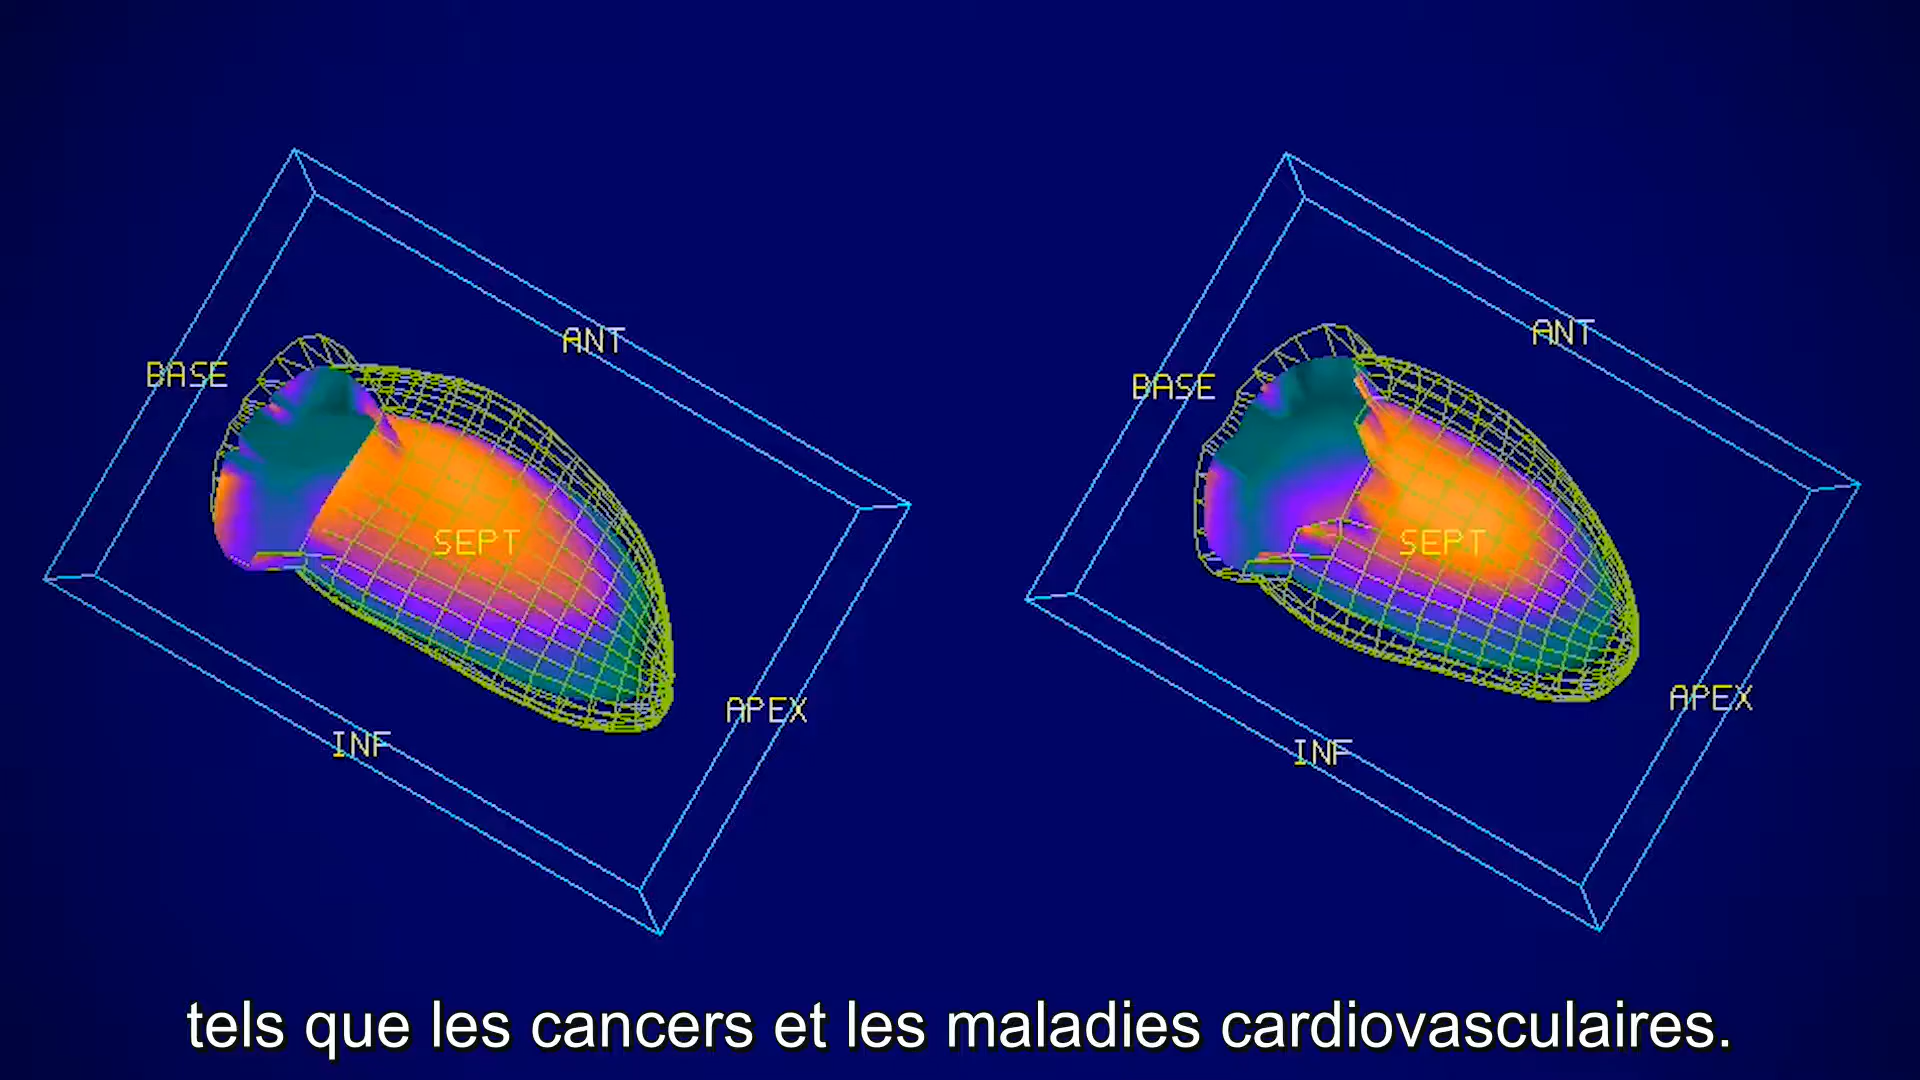 ANT
BASE
SEPT
APEX
INF
ANT
BASE
SEPT
APEX
INF
tels que les cancers et les maladies cardiovasculaires.